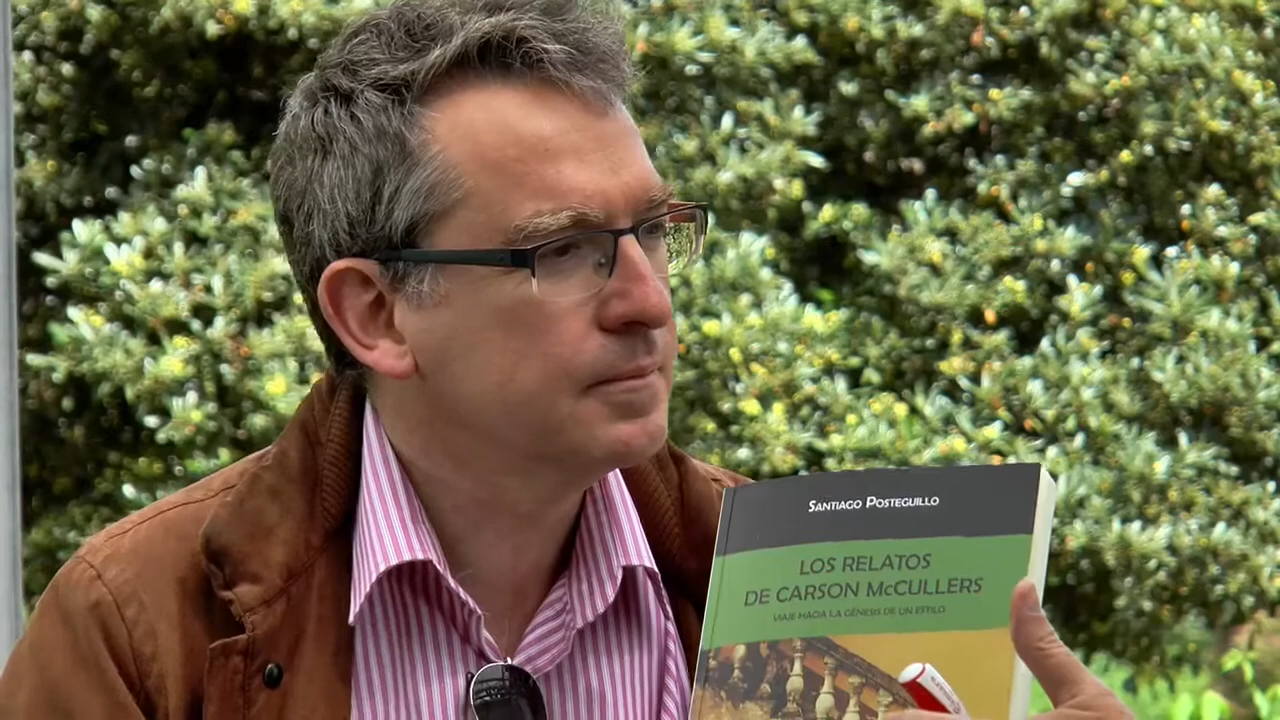 SANTIAGO POSTEGUILLO
LOS RELATOS
DE CARSON McCULLERS
VIAJE HACIA LA GÉNESIS DE UN ESTILO